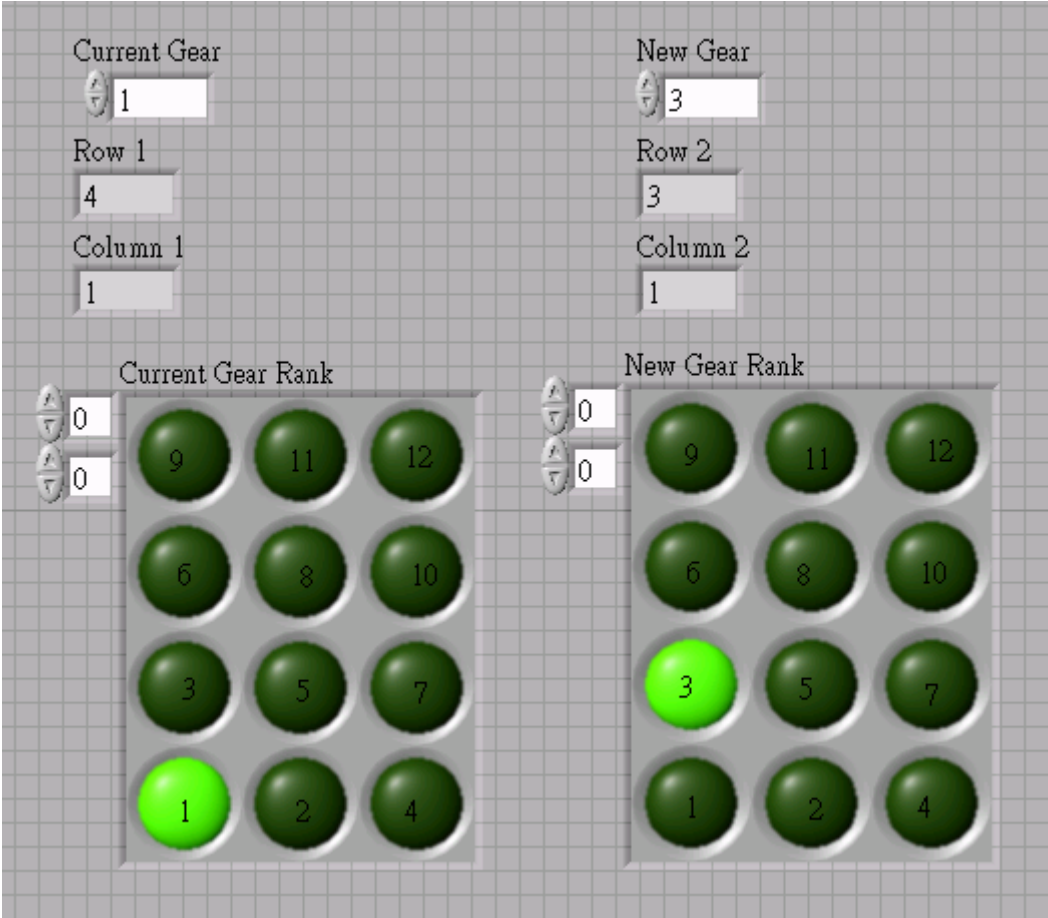 Current Gear New Gear
1 3
Row 1 Row 2
4 3
Column 1 Column 2
1 1
Current Gear Rank New Gear Rank
0 0
0 0
9 11 12 9 11 12
6 8 10 6 8 10
3 5 7 3 5 7
1 2 4 1 2 4